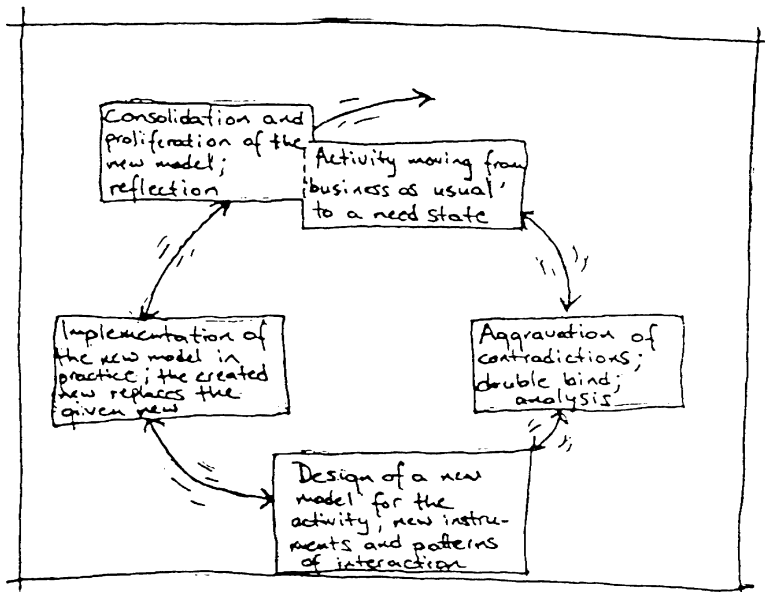 Consolidation and
proliferation of the
new model;
reflection
Activity moving from
business as usual
to a need state
Aggravation of
contradictions;
double bind;
analysis
Design of a new
model for the
activity; new instru-
ments and patterns
of interaction
Implementation of
the new model in
practice; the created
new replaces the
given new